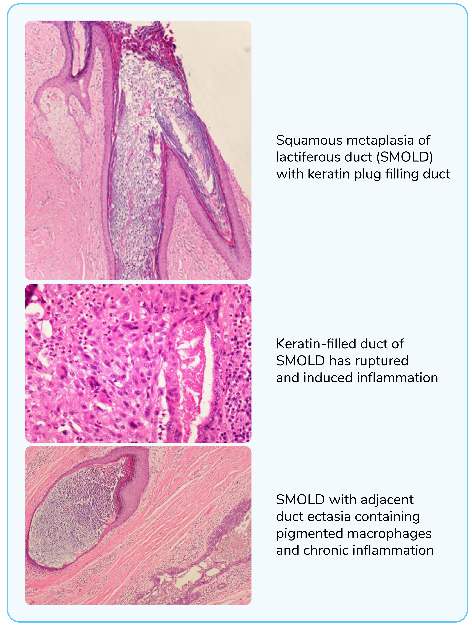 Squamous metaplasia of
lactiferous duct (SMOLD)
with keratin plug filling duct
Keratin-filled duct of
SMOLD has ruptured
and induced inflammation
SMOLD with adjacent
duct ectasia containing
pigmented macrophages
and chronic inflammation